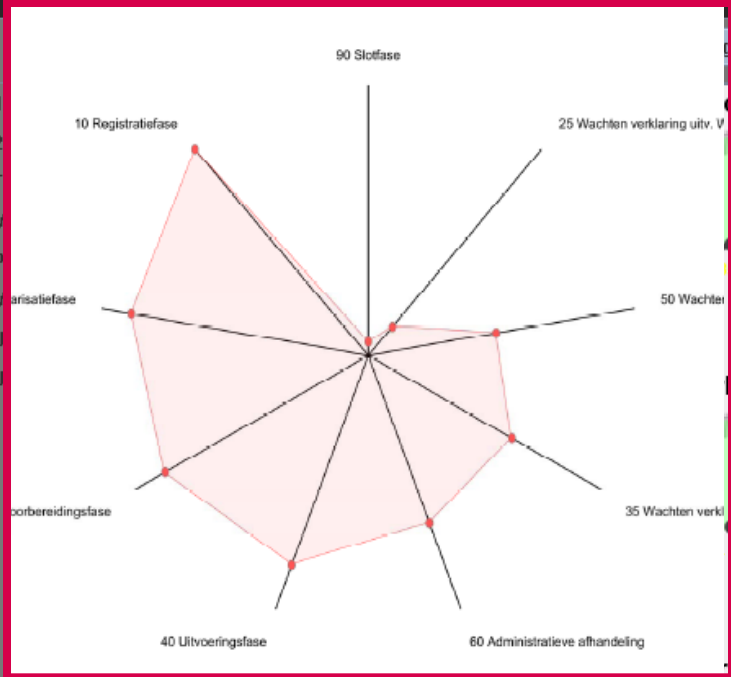 90 Slotfase
10 Registratiefase
25 Wachten verklaring uitv. W
arisatiefase
50 Wachten
oorbereidingsfase
35 Wachten verkl
40 Uitvoeringsfase
60 Administratieve afhandeling